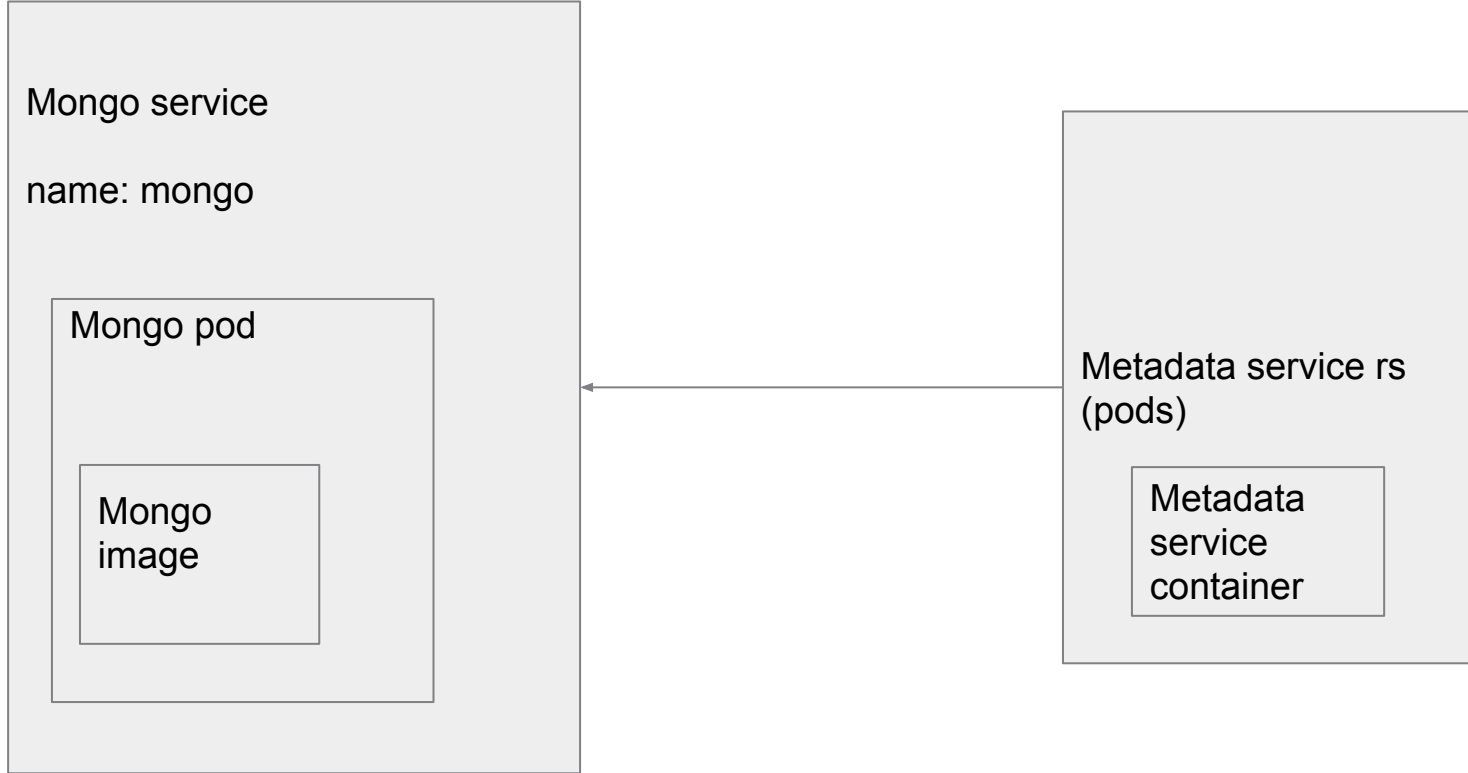 Mongo service
name: mongo
Mongo pod
Mongo
image
Metadata service rs
(pods)
Metadata
service
container